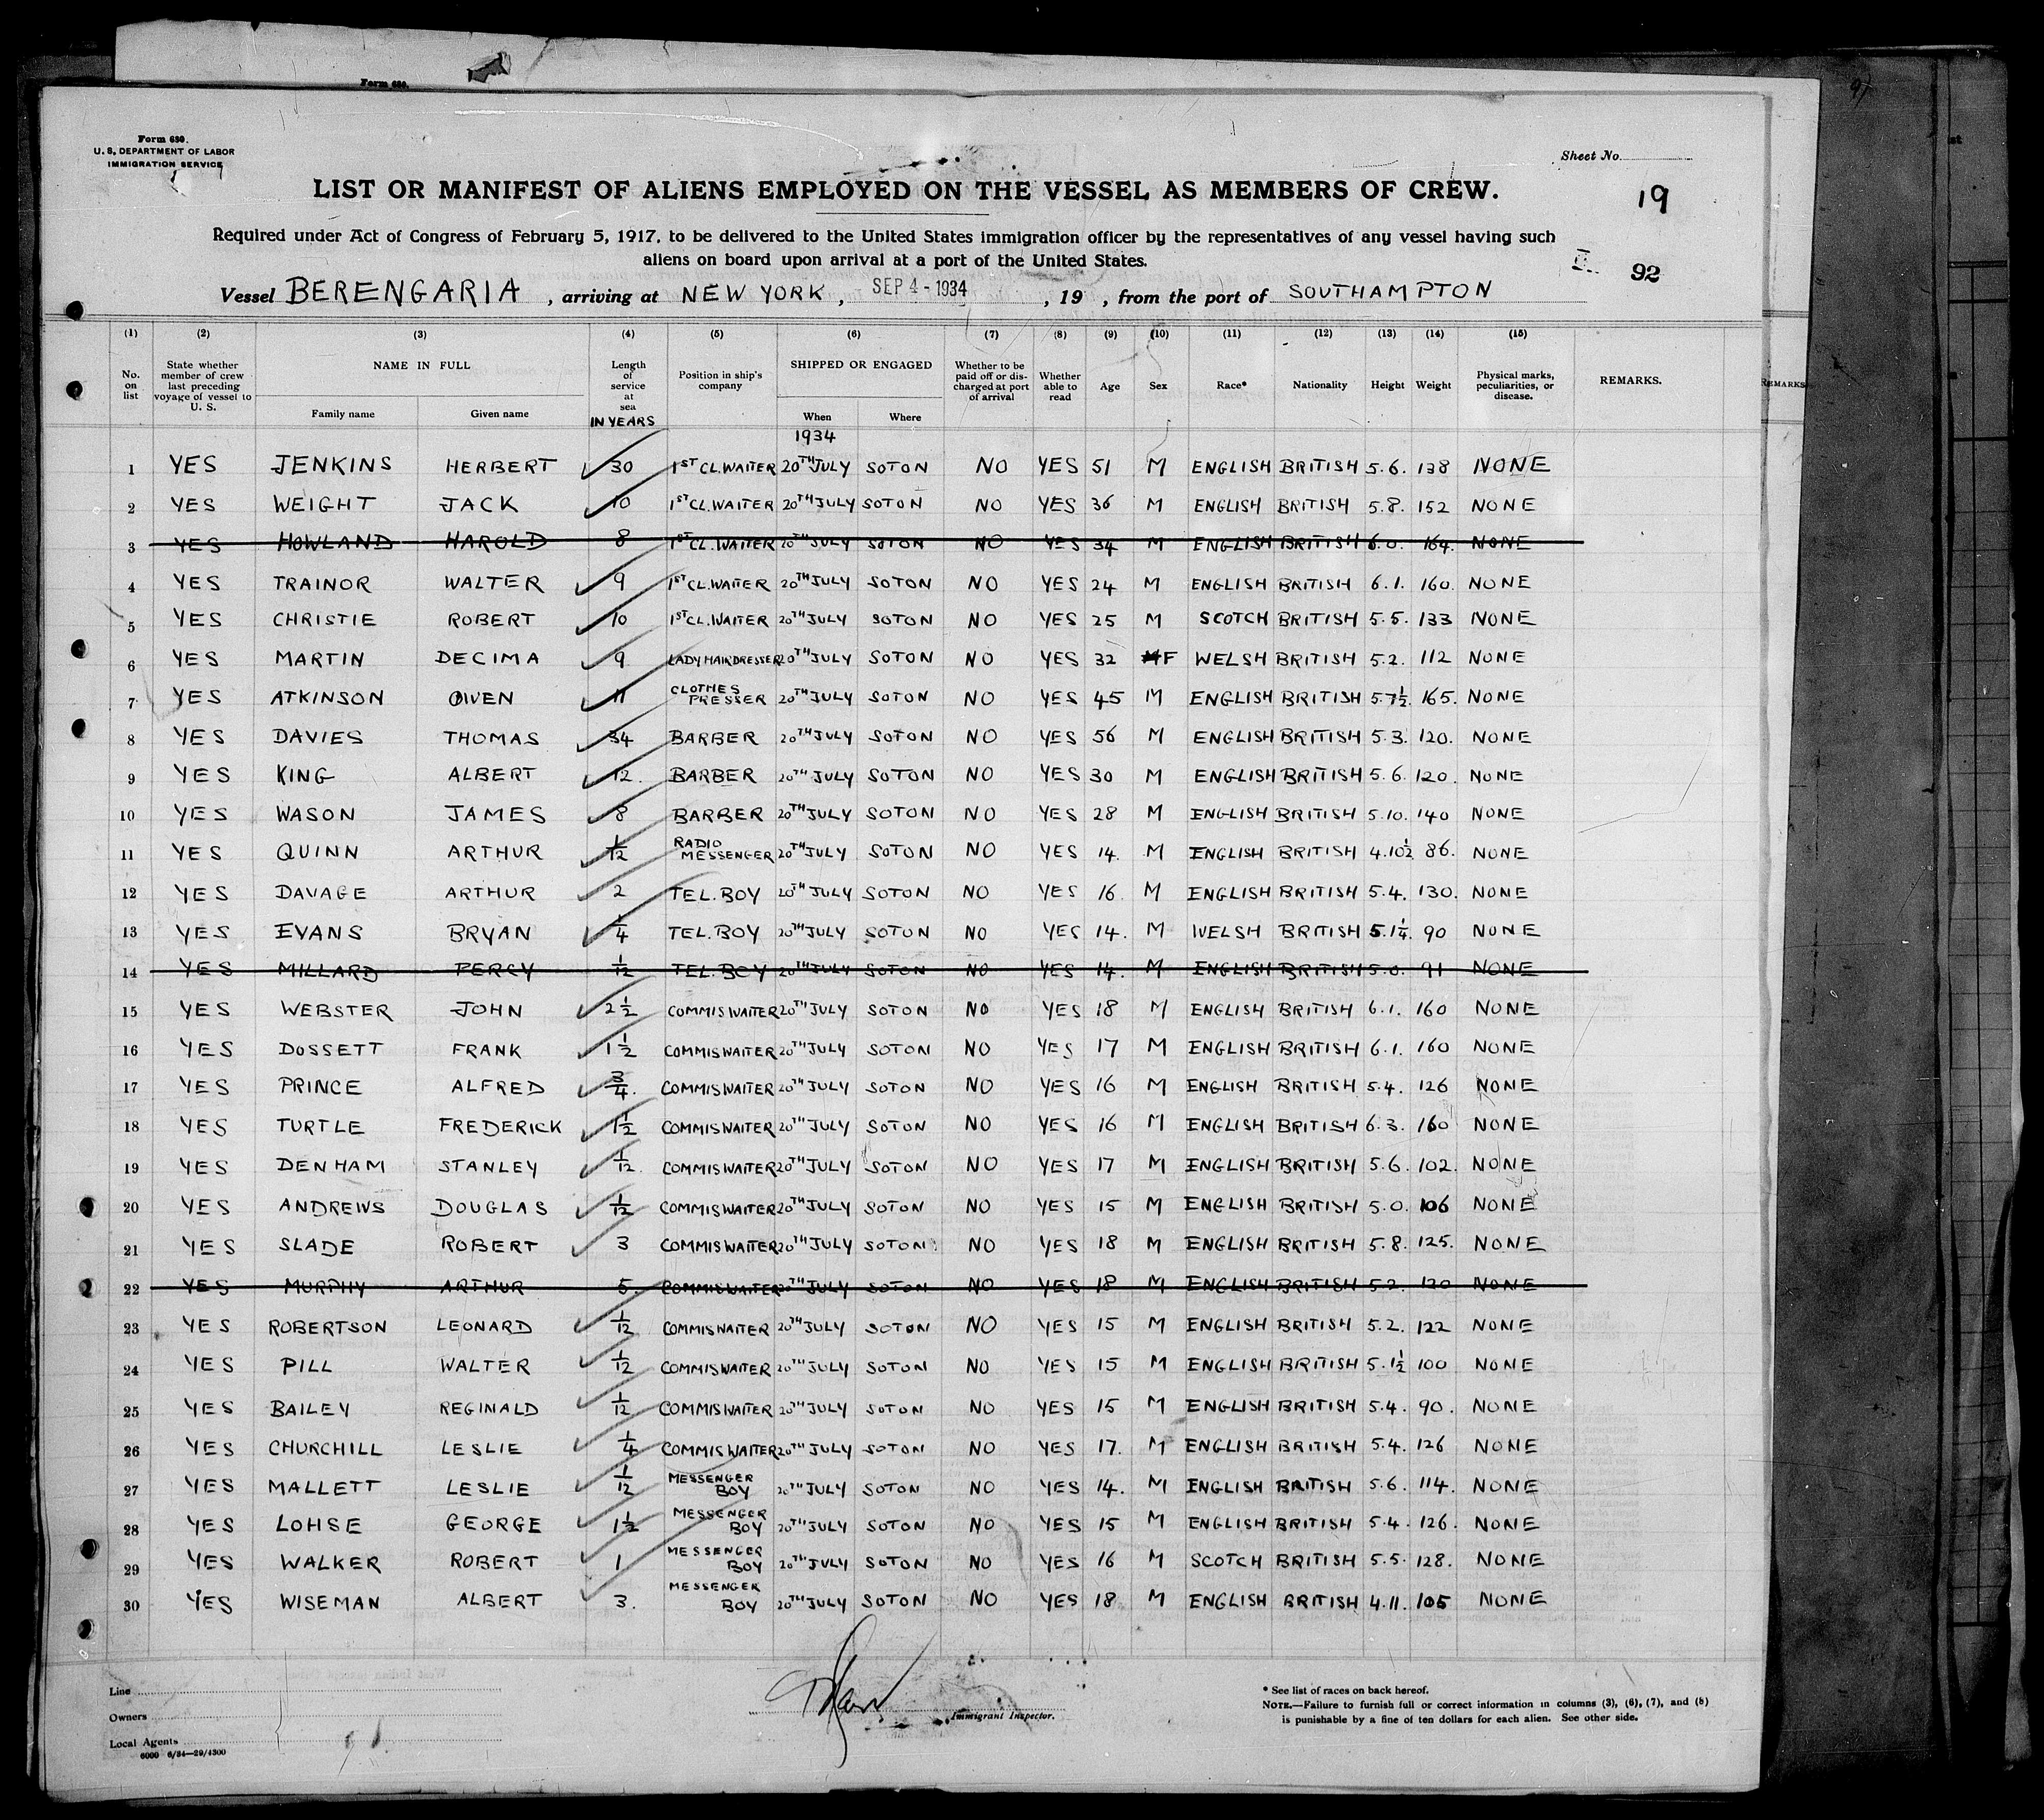 Form 680.
Form 680.
U. S. DEPARTMENT OF LABOR
IMMIGRATION SERVICE
Sheet No.
LIST OR MANIFEST OF ALIENS EMPLOYED ON THE VESSEL AS MEMBERS OF CREW.
19
Required under Act of Congress of February 5, 1917, to be delivered to the United States immigration officer by the representatives of any vessel having such
aliens on board upon arrival at a port of the United States.
92
Vessel BERENGARIA, arriving at NEW YORK, SEP 4 - 1934, 19 , from the port of SOUTHAMPTON
(1) (2) (3) (4) (5) (6) (7) (8) (9) (10) (11) (12) (13) (14) (15)
No. on list State whether member of crew last preceding voyage of vessel to U. S. NAME IN FULL Family name Given name Length of service at sea IN YEARS Position in ship's company SHIPPED OR ENGAGED When Where Whether to be paid off or discharged at port of arrival Whether able to read Age Sex Race* Nationality Height Weight Physical marks, peculiarities, or disease. REMARKS. REMARKS
1934
1 YES JENKINS HERBERT 30 1ST CL. WAITER 20TH JULY SOTON NO YES 51 M ENGLISH BRITISH 5.6. 138 NONE
2 YES WEIGHT JACK 10 1ST CL. WAITER 20TH JULY SOTON NO YES 36 M ENGLISH BRITISH 5.8. 152 NONE
3 YES HOWLAND HAROLD 8 1ST CL. WAITER 20TH JULY SOTON NO YES 34 M ENGLISH BRITISH 6.0. 164. NONE
4 YES TRAINOR WALTER 9 1ST CL. WAITER 20TH JULY SOTON NO YES 24 M ENGLISH BRITISH 6.1. 160. NONE
5 YES CHRISTIE ROBERT 10 1ST CL. WAITER 20TH JULY SOTON NO YES 25 M SCOTCH BRITISH 5.5. 133 NONE
6 YES MARTIN DECIMA 9 LADY HAIRDRESSER 20TH JULY SOTON NO YES 32 F WELSH BRITISH 5.2. 112 NONE
7 YES ATKINSON OWEN 11 CLOTHES PRESSER 20TH JULY SOTON NO YES 45 M ENGLISH BRITISH 5.7½. 165. NONE
8 YES DAVIES THOMAS 34 BARBER 20TH JULY SOTON NO YES 56 M ENGLISH BRITISH 5.3. 120. NONE
9 YES KING ALBERT 12. BARBER 20TH JULY SOTON NO YES 30 M ENGLISH BRITISH 5.6. 120. NONE
10 YES WASON JAMES 8 BARBER 20TH JULY SOTON NO YES 28 M ENGLISH BRITISH 5.10. 140 NONE
11 YES QUINN ARTHUR 1/12 RADIO MESSENGER 20TH JULY SOTON NO YES 14. M ENGLISH BRITISH 4.10½ 86. NONE
12 YES DAVAGE ARTHUR 2 TEL. BOY 20TH JULY SOTON NO YES 16. M ENGLISH BRITISH 5.4. 130. NONE
13 YES EVANS BRYAN 1/4 TEL. BOY 20TH JULY SOTON NO YES 14. M WELSH BRITISH 5.1¼. 90 NONE
14 YES MILLARD PERCY 1/12 TEL. BOY 20TH JULY SOTON NO YES 14. M ENGLISH BRITISH 5.0. 91 NONE
15 YES WEBSTER JOHN 2½ COMMIS WAITER 20TH JULY SOTON NO YES 18 M ENGLISH BRITISH 6.1. 160 NONE
16 YES DOSSETT FRANK 1½ COMMIS WAITER 20TH JULY SOTON NO YES 17 M ENGLISH BRITISH 6.1. 160 NONE
17 YES PRINCE ALFRED 3/4. COMMIS WAITER 20TH JULY SOTON NO YES 16 M ENGLISH BRITISH 5.4. 126 NONE
18 YES TURTLE FREDERICK 1½ COMMIS WAITER 20TH JULY SOTON NO YES 16 M ENGLISH BRITISH 6.3. 160 NONE
19 YES DENHAM STANLEY 1/12. COMMIS WAITER 20TH JULY SOTON NO YES 17 M ENGLISH BRITISH 5.6. 102. NONE
20 YES ANDREWS DOUGLAS 1/12 COMMIS WAITER 20TH JULY SOTON NO YES 15 M ENGLISH BRITISH 5.0. 106 NONE
21 YES SLADE ROBERT 3 COMMIS WAITER 20TH JULY SOTON NO YES 18 M ENGLISH BRITISH 5.8. 125. NONE
22 YES MURPHY ARTHUR 5. COMMIS WAITER 20TH JULY SOTON NO YES 18 M ENGLISH BRITISH 5.2. 120 NONE
23 YES ROBERTSON LEONARD 1/12 COMMIS WAITER 20TH JULY SOTON NO YES 15 M ENGLISH BRITISH 5.2. 122 NONE
24 YES PILL WALTER 1/12 COMMIS WAITER 20TH JULY SOTON NO YES 15 M ENGLISH BRITISH 5.1½ 100 NONE
25 YES BAILEY REGINALD 1/12 COMMIS WAITER 20TH JULY SOTON NO YES 15 M ENGLISH BRITISH 5.4. 90. NONE
26 YES CHURCHILL LESLIE 1/4 COMMIS WAITER 20TH JULY SOTON NO YES 17. M ENGLISH BRITISH 5.4. 126 NONE
27 YES MALLETT LESLIE 1/12 MESSENGER BOY 20TH JULY SOTON NO YES 14. M ENGLISH BRITISH 5.6. 114. NONE
28 YES LOHSE GEORGE 1½ MESSENGER BOY 20TH JULY SOTON NO YES 15 M ENGLISH BRITISH 5.4. 126. NONE
29 YES WALKER ROBERT 1 MESSENGER BOY 20TH JULY SOTON NO YES 16 M SCOTCH BRITISH 5.5. 128. NONE
30 YES WISEMAN ALBERT 3. MESSENGER BOY 20TH JULY SOTON NO YES 18 M ENGLISH BRITISH 4.11. 105 NONE
Line
Owners
Local Agents
6000 6/34—29/4300
Immigrant Inspector.
* See list of races on back hereof.
NOTE.—Failure to furnish full or correct information in columns (3), (6), (7), and (8)
is punishable by a fine of ten dollars for each alien. See other side.